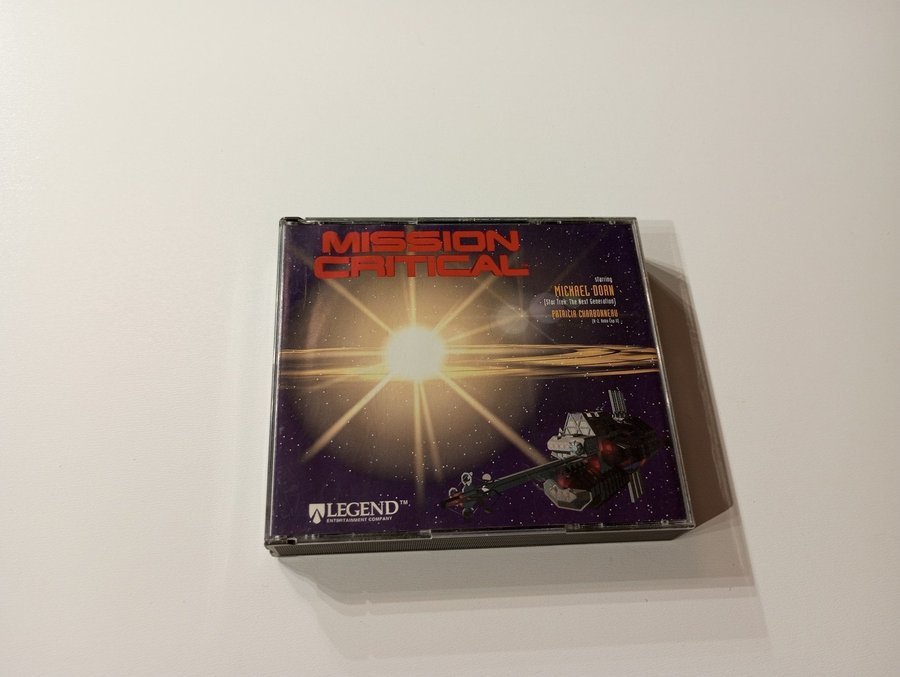 MISSION
CRITICAL
starring
MICHAEL DORN
(Star Trek: The Next Generation)
PATRICIA CHARBONNEAU
LEGEND™
ENTERTAINMENT COMPANY